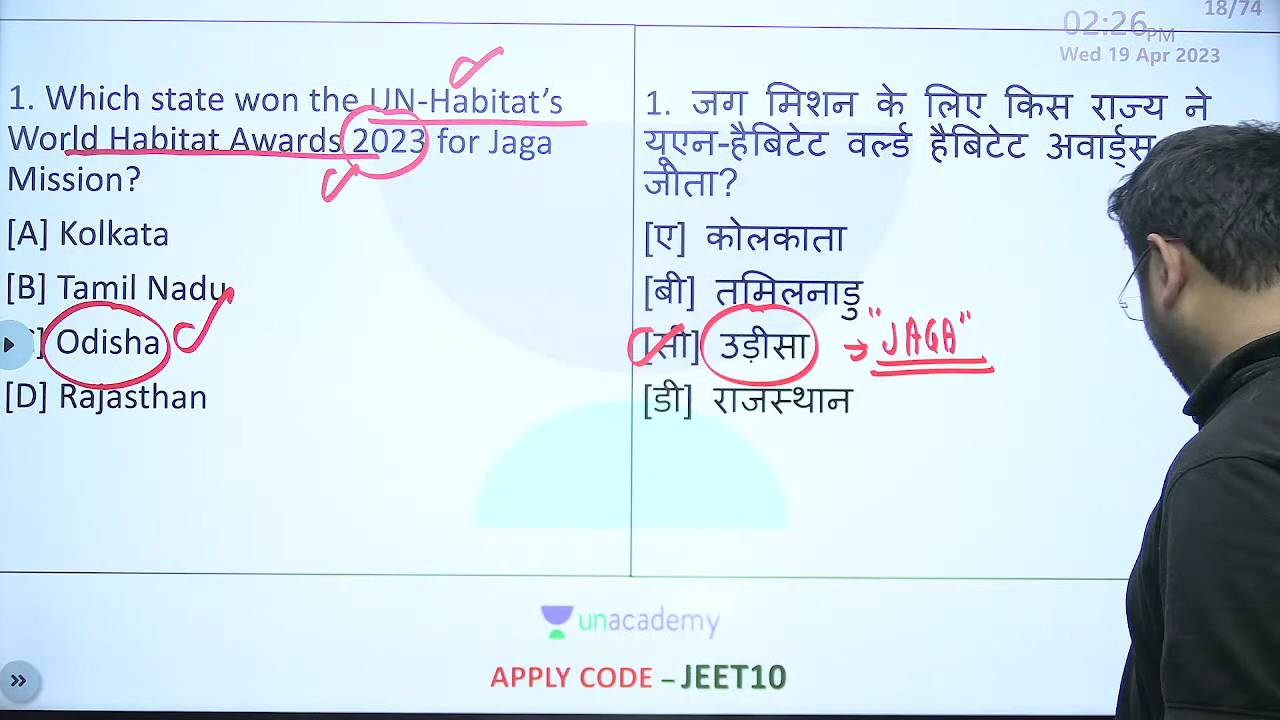 18/74
02:26PM
Wed 19 Apr 2023
1. Which state won the UN-Habitat's
World Habitat Awards 2023 for Jaga
Mission?
[A] Kolkata
[B] Tamil Nadu
Odisha
[D] Rajasthan
1. जग मिशन के लिए किस राज्य ने
यूएन-हैबिटेट वर्ल्ड हैबिटेट अवार्ड्स
जीता?
[ए] कोलकाता
[बी] तमिलनाडु
[सी] उड़ीसा → "JAGA"
[डी] राजस्थान
unacademy
APPLY CODE – JEET10